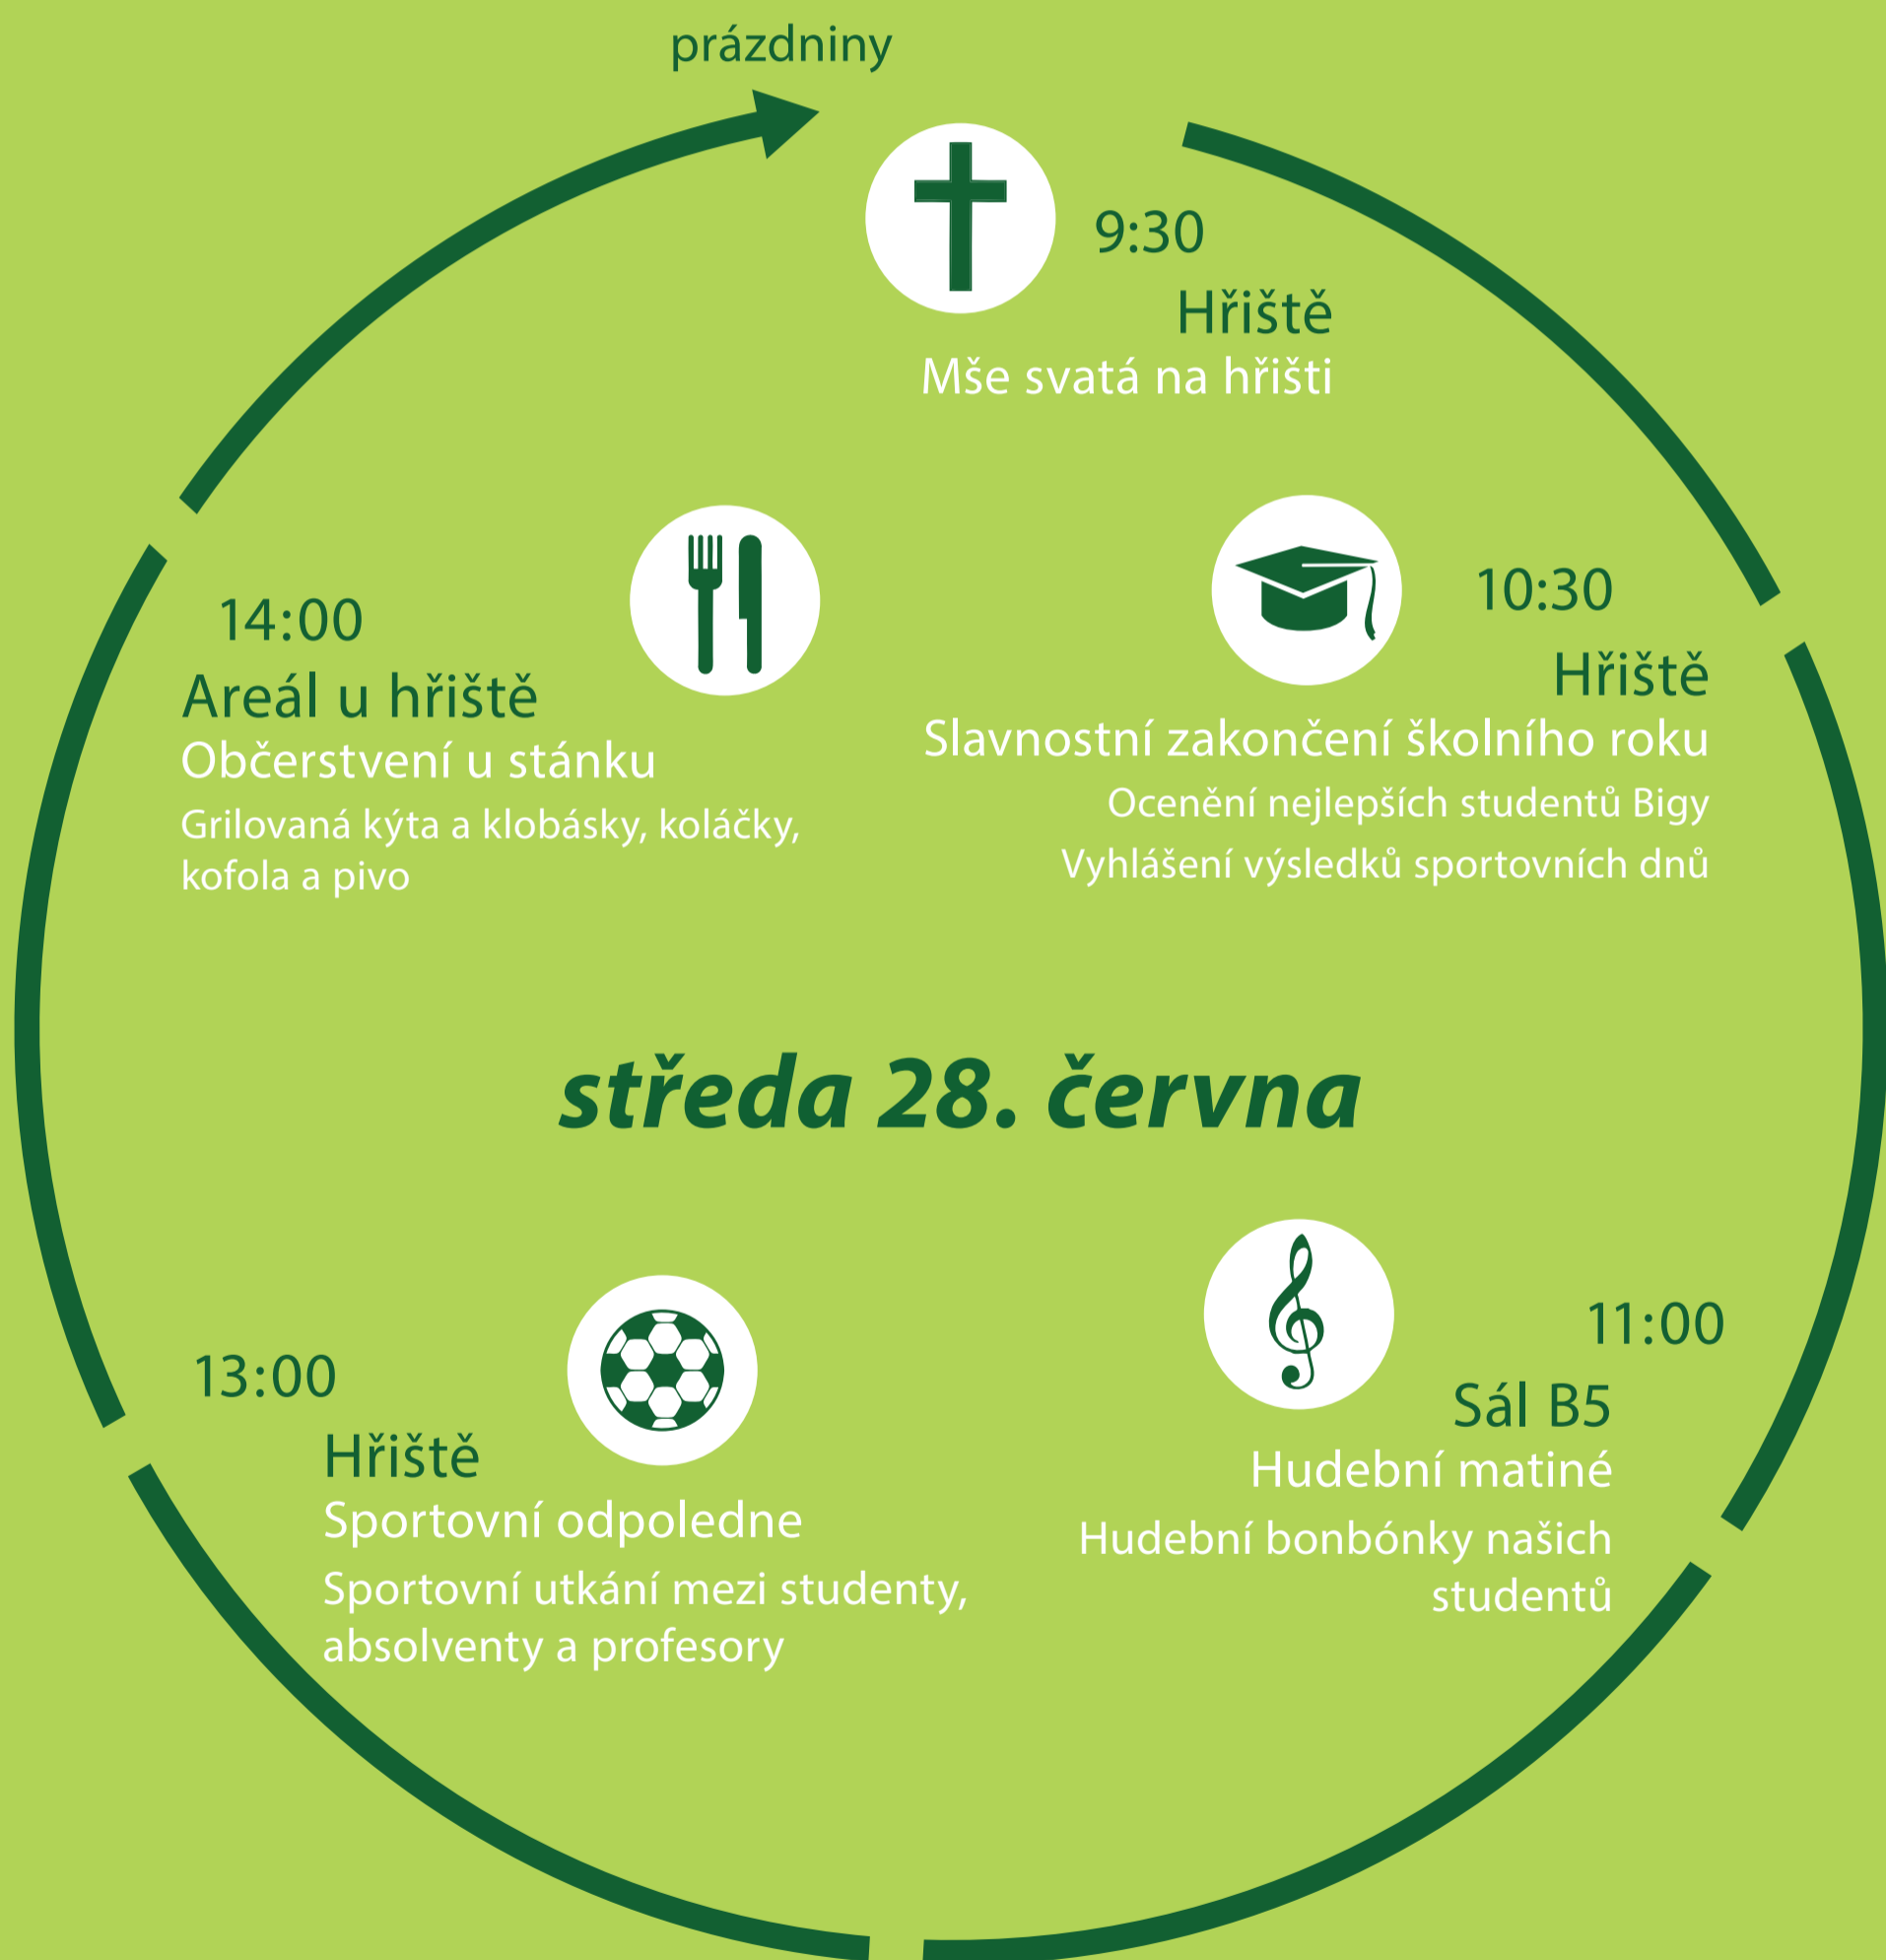 prázdniny
9:30
Hřiště
Mše svatá na hřišti
10:30
Hřiště
Slavnostní zakončení školního roku
Ocenění nejlepších studentů Bigy
Vyhlášení výsledků sportovních dnů
14:00
Areál u hřiště
Občerstvení u stánku
Grilovaná kýta a klobásky, koláčky,
kofola a pivo
středa 28. června
11:00
Sál B5
Hudební matiné
Hudební bonbónky našich
studentů
13:00
Hřiště
Sportovní odpoledne
Sportovní utkání mezi studenty,
absolventy a profesory